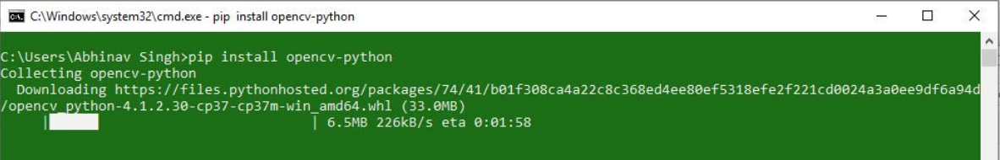 C:\Windows\system32\cmd.exe - pip install opencv-python
C:\Users\Abhinav Singh>pip install opencv-python
Collecting opencv-python
Downloading https://files.pythonhosted.org/packages/74/41/b01f308ca4a22c8c368ed4ee80ef5318efe2f221cd0024a3a0ee9df6a94d
/opencv_python-4.1.2.30-cp37-cp37m-win_amd64.whl (33.0MB)
| | 6.5MB 226kB/s eta 0:01:58